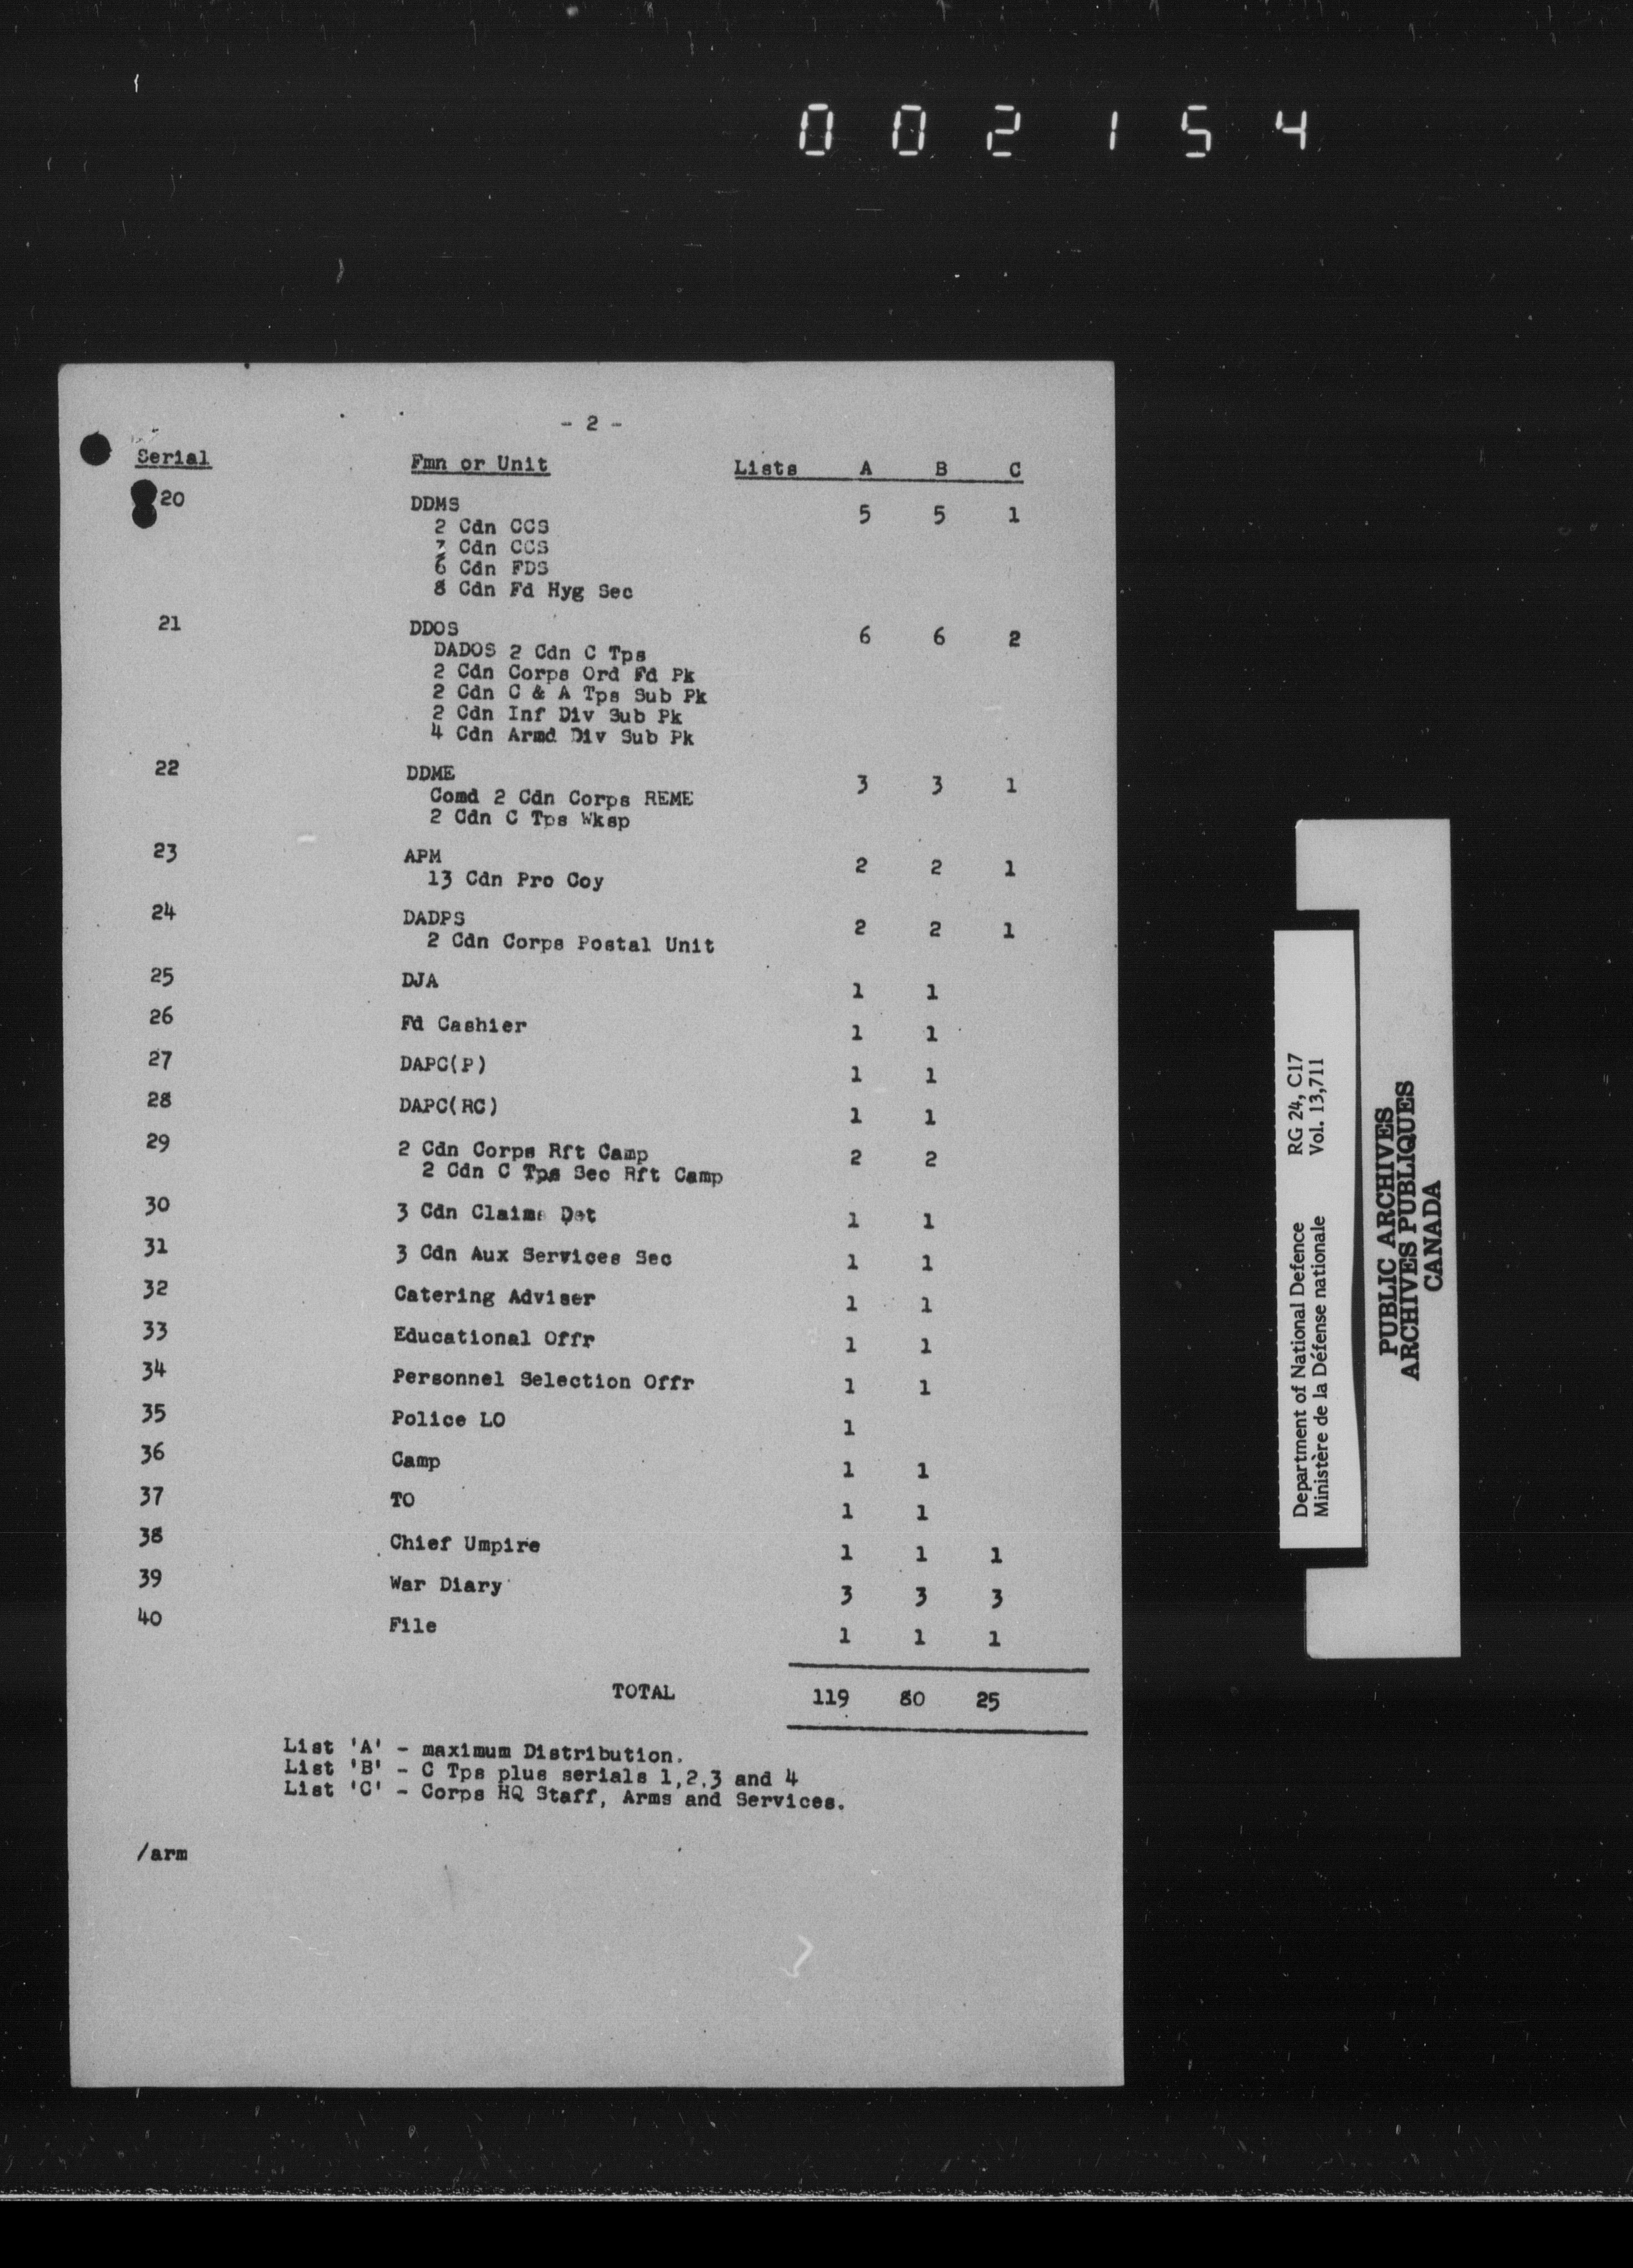 002154
- 2 -
Serial Fmn or Unit Lists A B C
20 DDMS 5 5 1
2 Cdn CCS
3 Cdn CCS
6 Cdn FDS
8 Cdn Fd Hyg Sec
21 DDOS 6 6 2
DADOS 2 Cdn C Tps
2 Cdn Corps Ord Fd Pk
2 Cdn C & A Tps Sub Pk
2 Cdn Inf Div Sub Pk
4 Cdn Armd Div Sub Pk
22 DDME 3 3 1
Comd 2 Cdn Corps REME
2 Cdn C Tps Wksp
23 APM 2 2 1
13 Cdn Pro Coy
24 DADPS 2 2 1
2 Cdn Corps Postal Unit
25 DJA 1 1
26 Fd Cashier 1 1
27 DAPC(P) 1 1
28 DAPC(RC) 1 1
29 2 Cdn Corps Rft Camp 2 2
2 Cdn C Tps Sec Rft Camp
30 3 Cdn Claims Det 1 1
31 3 Cdn Aux Services Sec 1 1
32 Catering Adviser 1 1
33 Educational Offr 1 1
34 Personnel Selection Offr 1 1
35 Police LO 1
36 Camp 1 1
37 TO 1 1
38 Chief Umpire 1 1 1
39 War Diary 3 3 3
40 File 1 1 1
TOTAL 119 80 25
List 'A' - maximum Distribution.
List 'B' - C Tps plus serials 1,2,3 and 4
List 'C' - Corps HQ Staff, Arms and Services.
/arm
Department of National Defence RG 24, C17
Ministère de la Défense nationale Vol. 13,711
PUBLIC ARCHIVES
ARCHIVES PUBLIQUES
CANADA